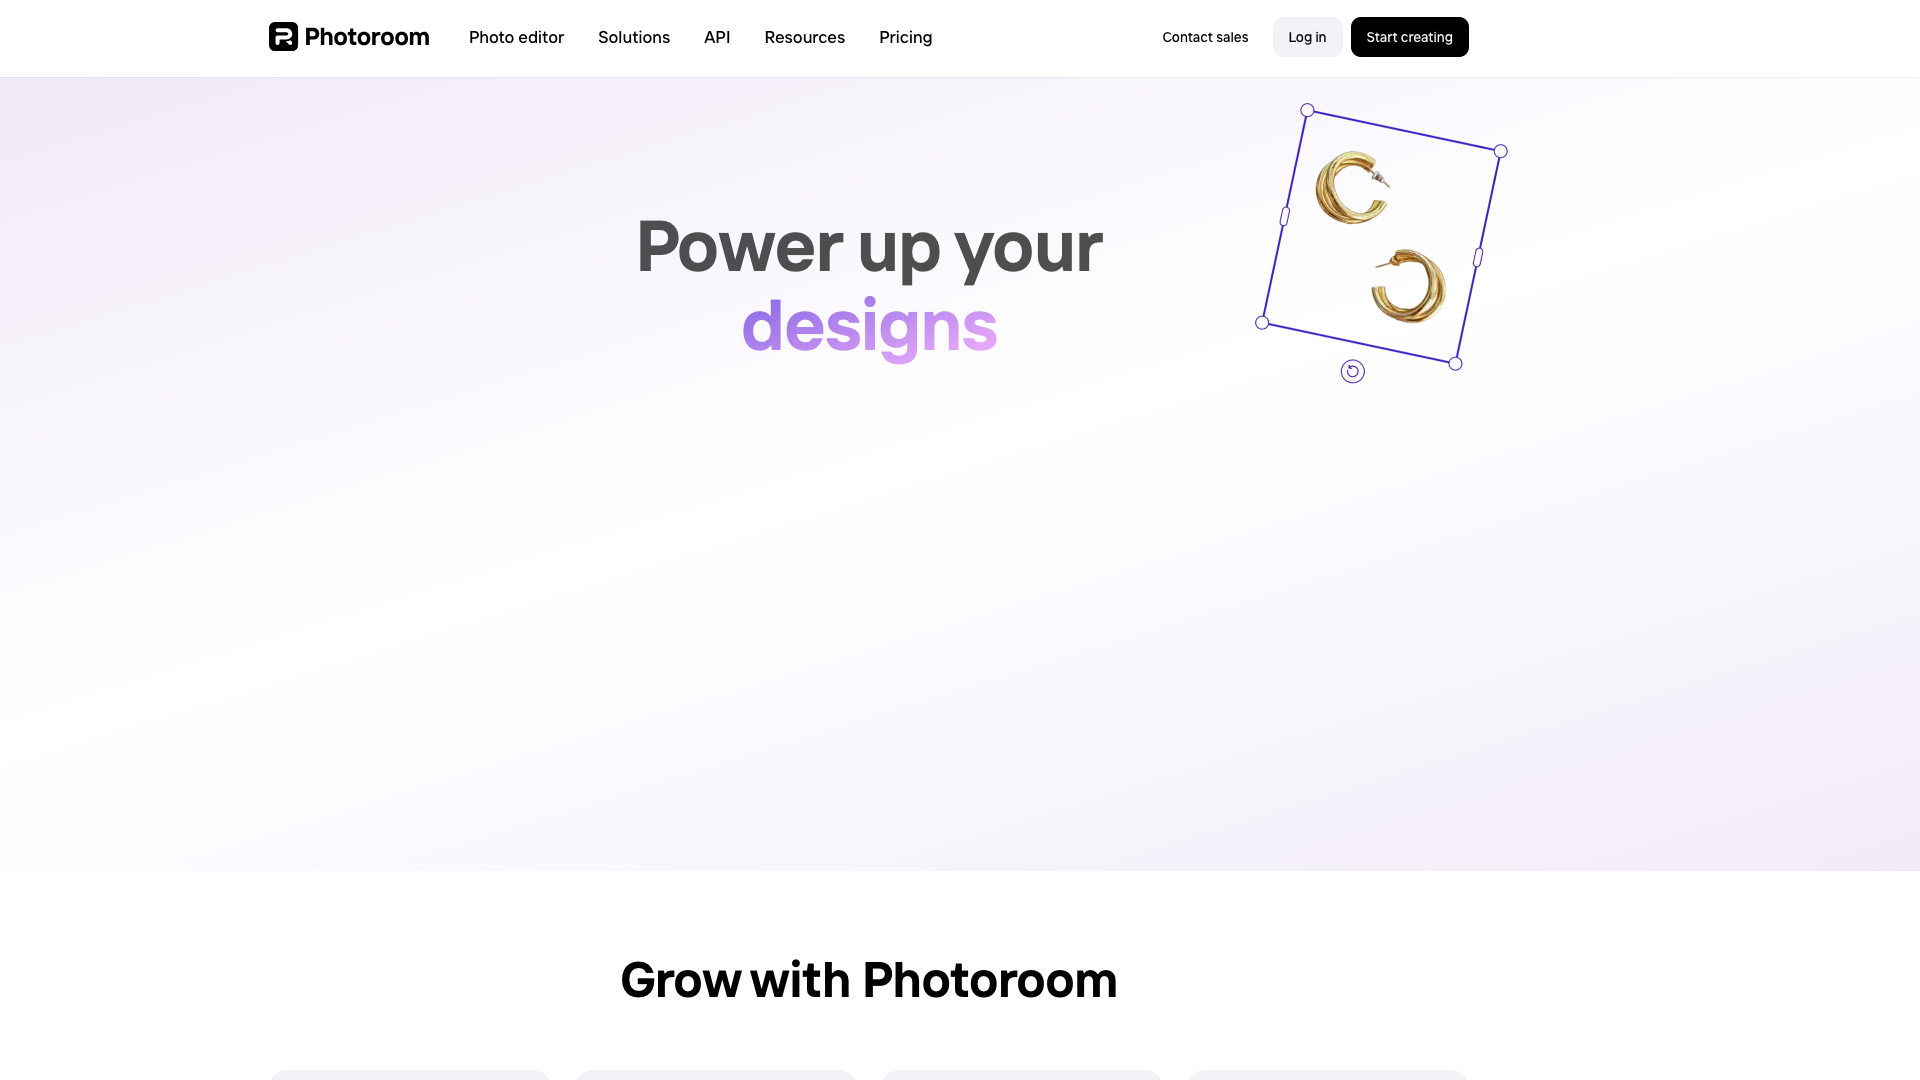 Photoroom
Photo editor
Solutions
API
Resources
Pricing
Contact sales
Log in
Start creating
Power up your
designs
Grow with Photoroom